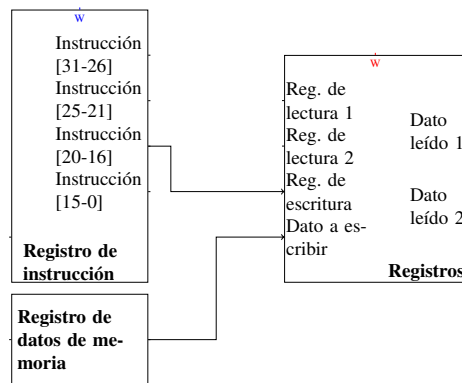 W
Instrucción
[31-26]
Instrucción
[25-21]
Instrucción
[20-16]
Instrucción
[15-0]
Registro de
instrucción
Registro de
datos de me-
moria
W
Reg. de
lectura 1
Reg. de
lectura 2
Reg. de
escritura
Dato a es-
cribir
Dato
leído 1
Dato
leído 2
Registros